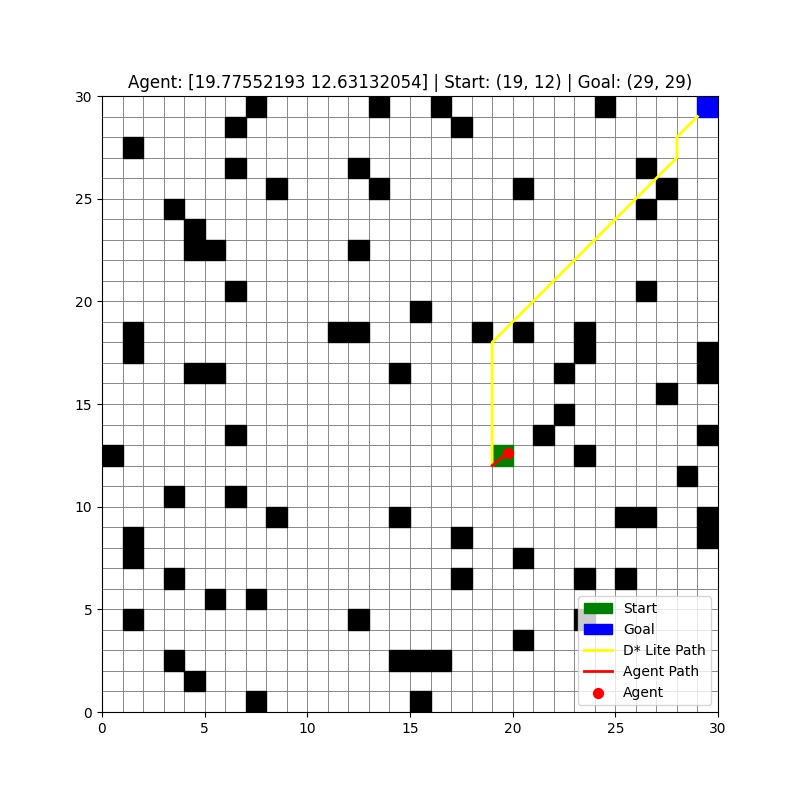 Agent: [19.77552193 12.63132054] | Start: (19, 12) | Goal: (29, 29)
30
25
20
15
10
5
0
0 5 10 15 20 25 30
Start
Goal
D* Lite Path
Agent Path
Agent